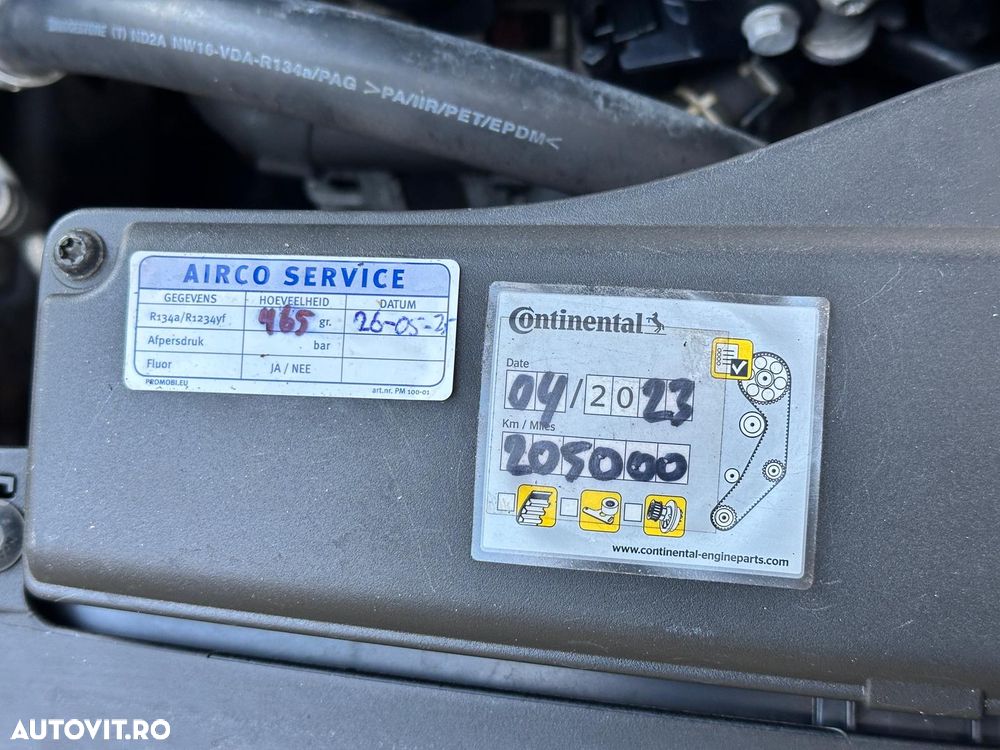 (T) ND2A NW16-VDA-R134a/PAG >PA/IIR/PET/EPDM<
AIRCO SERVICE
GEGEVENS HOEVEELHEID DATUM
R134a/R1234yf 465 gr. 26-05-25
Afpersdruk bar
Fluor JA / NEE
PROMOBI.EU art.nr. PM 100-01
Continental
Date
04/2023
Km / Miles
205000
www.continental-engineparts.com
AUTOVIT.RO